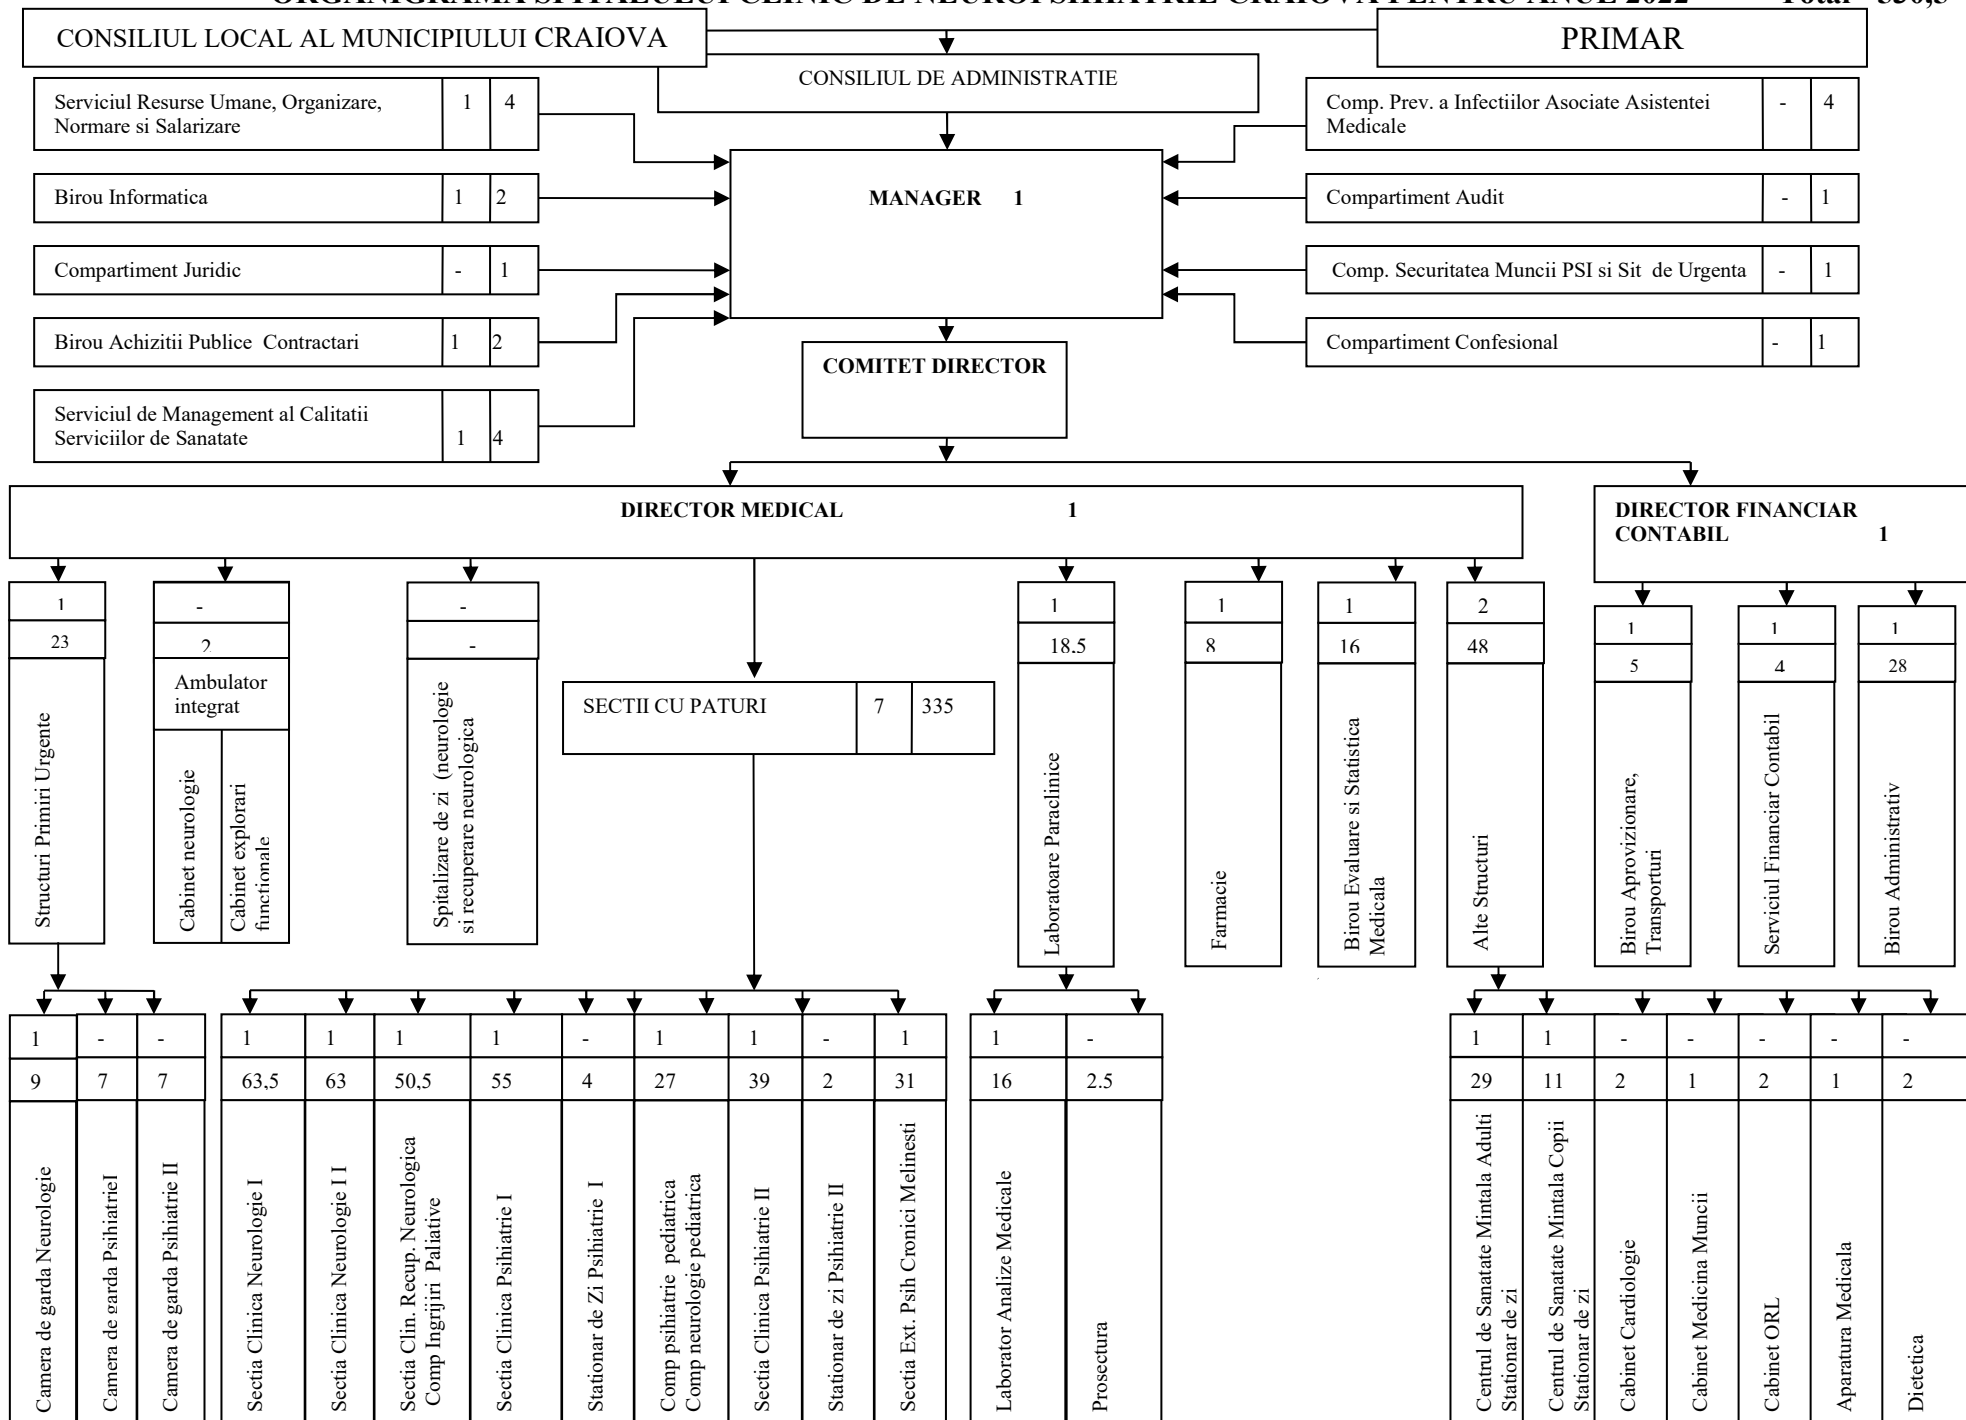 ORGANIGRAMA SPITALULUI CLINIC DE NEUROPSIHIATRIE CRAIOVA PENTRU ANUL 2022
CONSILIUL LOCAL AL MUNICIPIULUI CRAIOVA
PRIMAR
CONSILIUL DE ADMINISTRATIE
Serviciul Resurse Umane, Organizare, 1 4
Normare si Salarizare
Birou Informatica 1 2
Compartiment Juridic - 1
Birou Achizitii Publice Contractari 1 2
Serviciul de Management al Calitatii
Serviciilor de Sanatate 1 4
MANAGER 1
Comp. Prev. a Infectiilor Asociate Asistentei - 4
Medicale
Compartiment Audit - 1
Comp. Securitatea Muncii PSI si Sit de Urgenta - 1
Compartiment Confesional - 1
COMITET DIRECTOR
DIRECTOR MEDICAL 1
DIRECTOR FINANCIAR
CONTABIL 1
1
23
Structuri Primiri Urgente
-
2
Ambulator
integrat
Cabinet neurologie
Cabinet explorari
functionale
-
-
Spitalizare de zi (neurologie
si recuperare neurologica
SECTII CU PATURI 7 335
1
18.5
Laboratoare Paraclinice
1
8
Farmacie
1
16
Birou Evaluare si Statistica
Medicala
2
48
Alte Structuri
1
5
Birou Aprovizionare,
Transporturi
1
4
Serviciul Financiar Contabil
1
28
Birou Administrativ
1
9
Camera de garda Neurologie
-
7
Camera de garda PsihiatrieI
-
7
Camera de garda Psihiatrie II
1
63,5
Sectia Clinica Neurologie I
1
63
Sectia Clinica Neurologie I I
1
50,5
Sectia Clin. Recup. Neurologica
Comp Ingrijiri Paliative
1
55
Sectia Clinica Psihiatrie I
-
4
Stationar de Zi Psihiatrie I
1
27
Comp psihiatrie pediatrica
Comp neurologie pediatrica
1
39
Sectia Clinica Psihiatrie II
-
2
Stationar de zi Psihiatrie II
1
31
Sectia Ext. Psih Cronici Melinesti
1
16
Laborator Analize Medicale
-
2.5
Prosectura
1
29
Centrul de Sanatate Mintala Adulti
Stationar de zi
1
11
Centrul de Sanatate Mintala Copii
Stationar de zi
-
2
Cabinet Cardiologie
-
1
Cabinet Medicina Muncii
-
2
Cabinet ORL
-
1
Aparatura Medicala
-
2
Dietetica